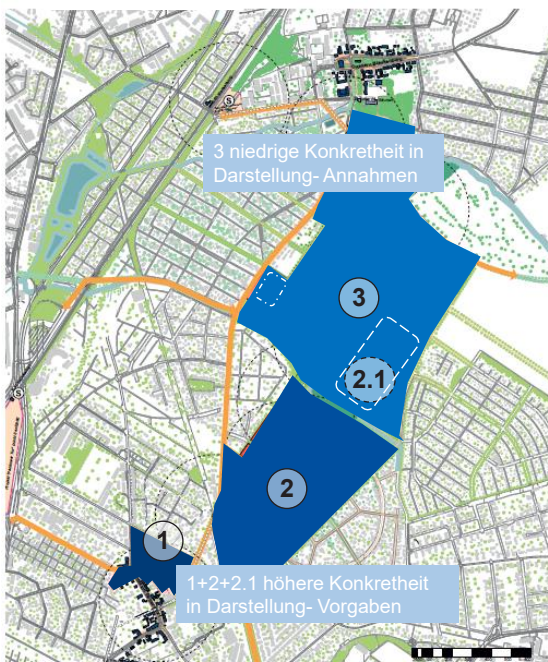 S
3 niedrige Konkretheit in
Darstellung- Annahmen
3
2.1
S
2
1
1+2+2.1 höhere Konkretheit
in Darstellung- Vorgaben